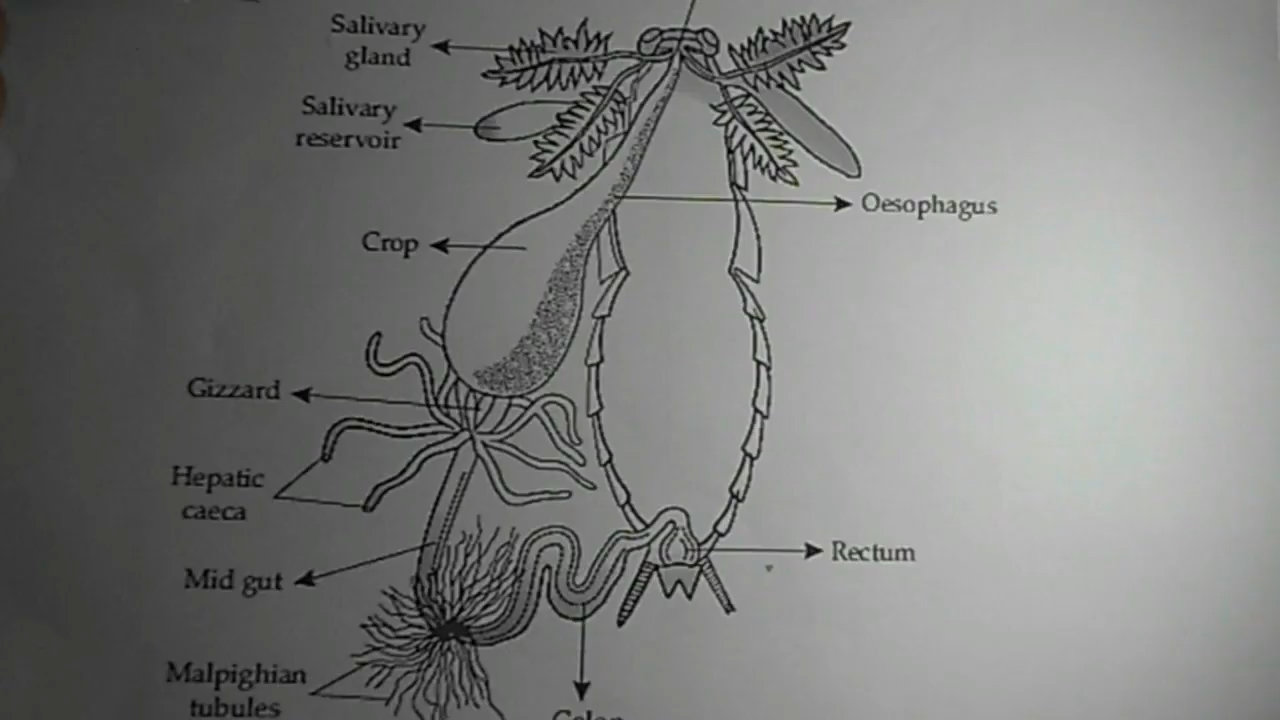 Salivary
gland
Salivary
reservoir
Oesophagus
Crop
Gizzard
Hepatic
caeca
Rectum
Mid gut
Malpighian
tubules
Colon